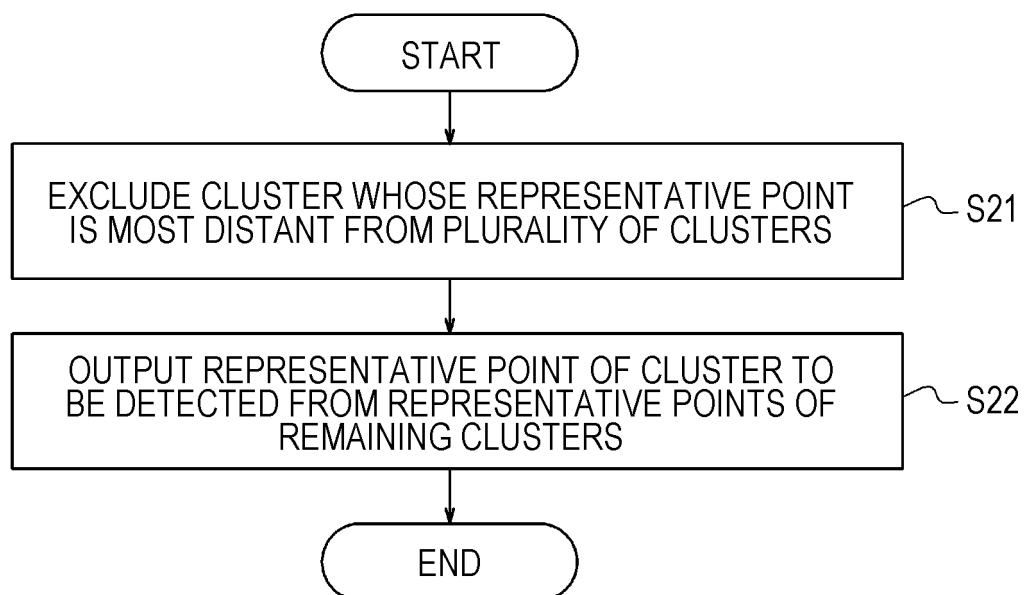 START
EXCLUDE CLUSTER WHOSE REPRESENTATIVE POINT
IS MOST DISTANT FROM PLURALITY OF CLUSTERS
S21
OUTPUT REPRESENTATIVE POINT OF CLUSTER TO
BE DETECTED FROM REPRESENTATIVE POINTS OF
REMAINING CLUSTERS
S22
END